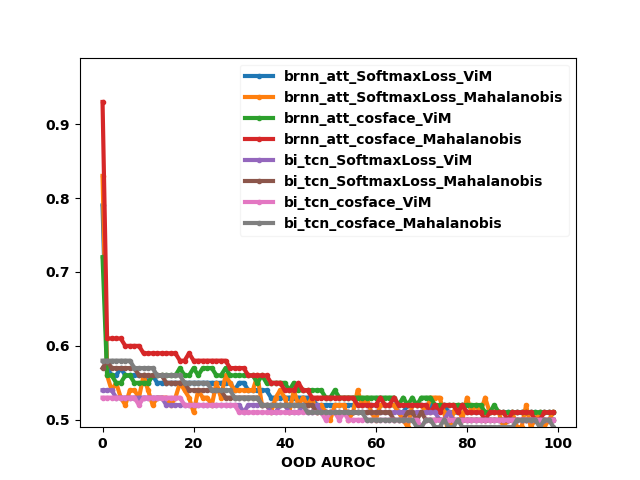 brnn_att_SoftmaxLoss_ViM
brnn_att_SoftmaxLoss_Mahalanobis
brnn_att_cosface_ViM
brnn_att_cosface_Mahalanobis
bi_tcn_SoftmaxLoss_ViM
bi_tcn_SoftmaxLoss_Mahalanobis
bi_tcn_cosface_ViM
bi_tcn_cosface_Mahalanobis
0.9
0.8
0.7
0.6
0.5
0 20 40 60 80 100
OOD AUROC